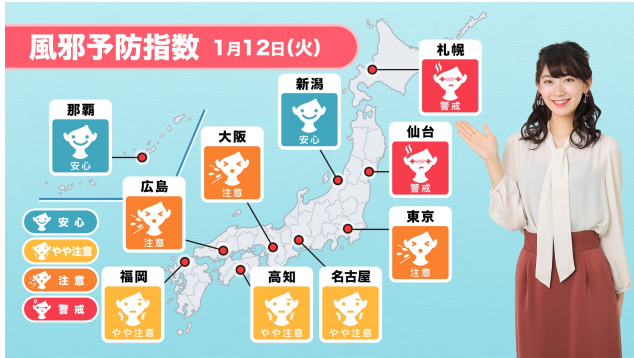 風邪予防指数 1月12日(火)
札幌
警戒
新潟
安心
那覇
安心
大阪
注意
仙台
警戒
広島
注意
東京
注意
安心
やや注意
注意
警戒
福岡
やや注意
高知
やや注意
名古屋
やや注意